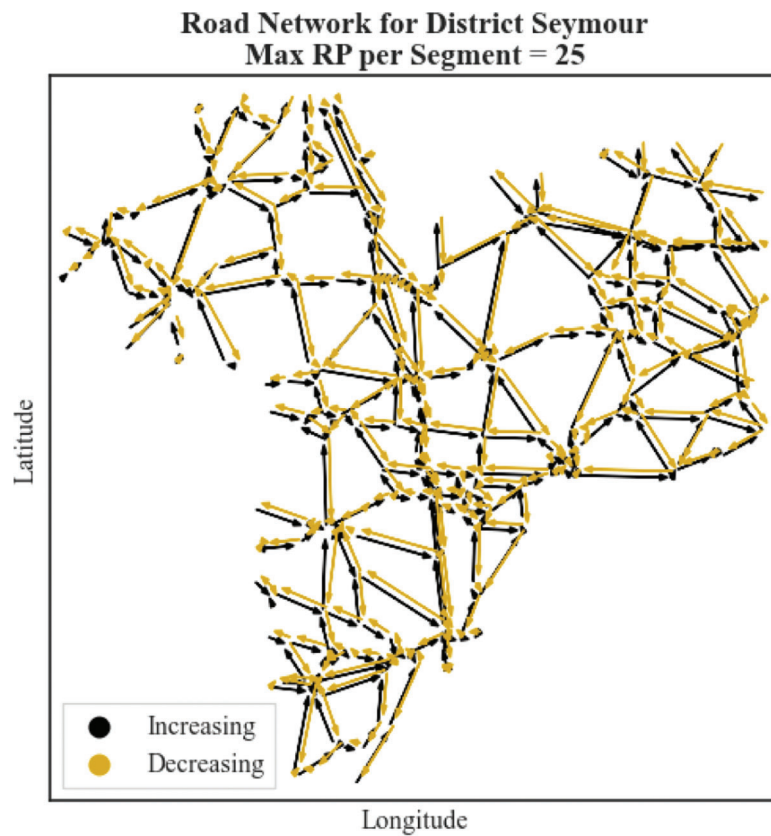 Road Network for District Seymour
Max RP per Segment = 25
Latitude
Increasing
Decreasing
Longitude